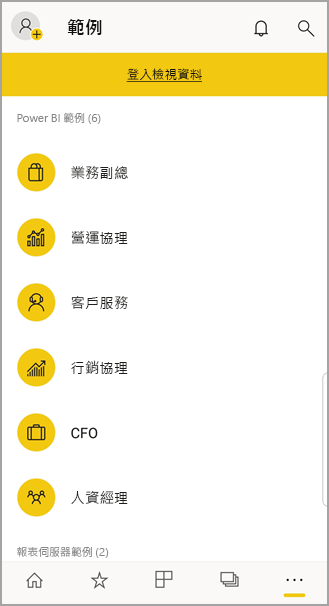 範例
登入檢視資料
Power BI 範例 (6)
業務副總
營運協理
客戶服務
行銷協理
CFO
人資經理
報表伺服器範例 (2)